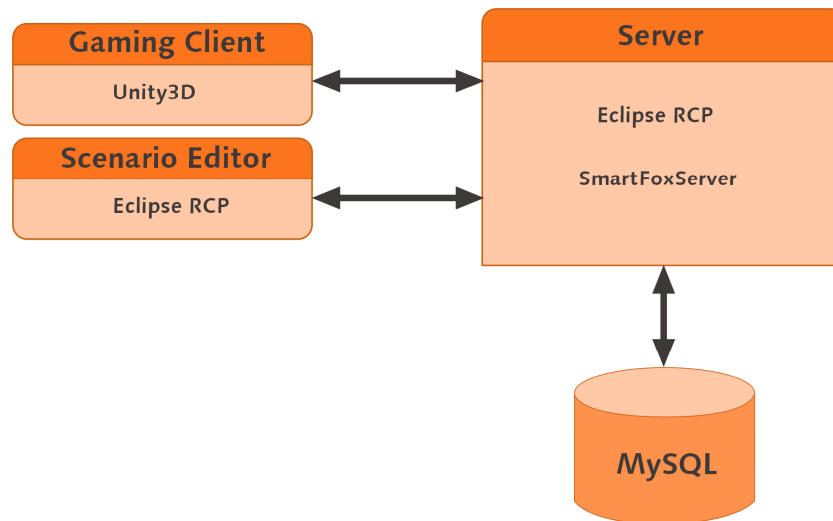 Gaming Client
Unity3D
Scenario Editor
Eclipse RCP
Server
Eclipse RCP
SmartFoxServer
MySQL